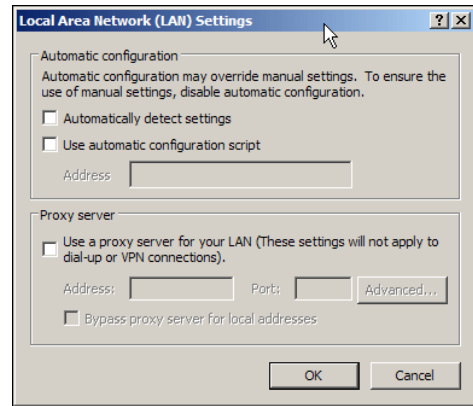 Local Area Network (LAN) Settings
Automatic configuration
Automatic configuration may override manual settings. To ensure the
use of manual settings, disable automatic configuration.
Automatically detect settings
Use automatic configuration script
Address
Proxy server
Use a proxy server for your LAN (These settings will not apply to
dial-up or VPN connections).
Address: Port: Advanced...
Bypass proxy server for local addresses
OK Cancel